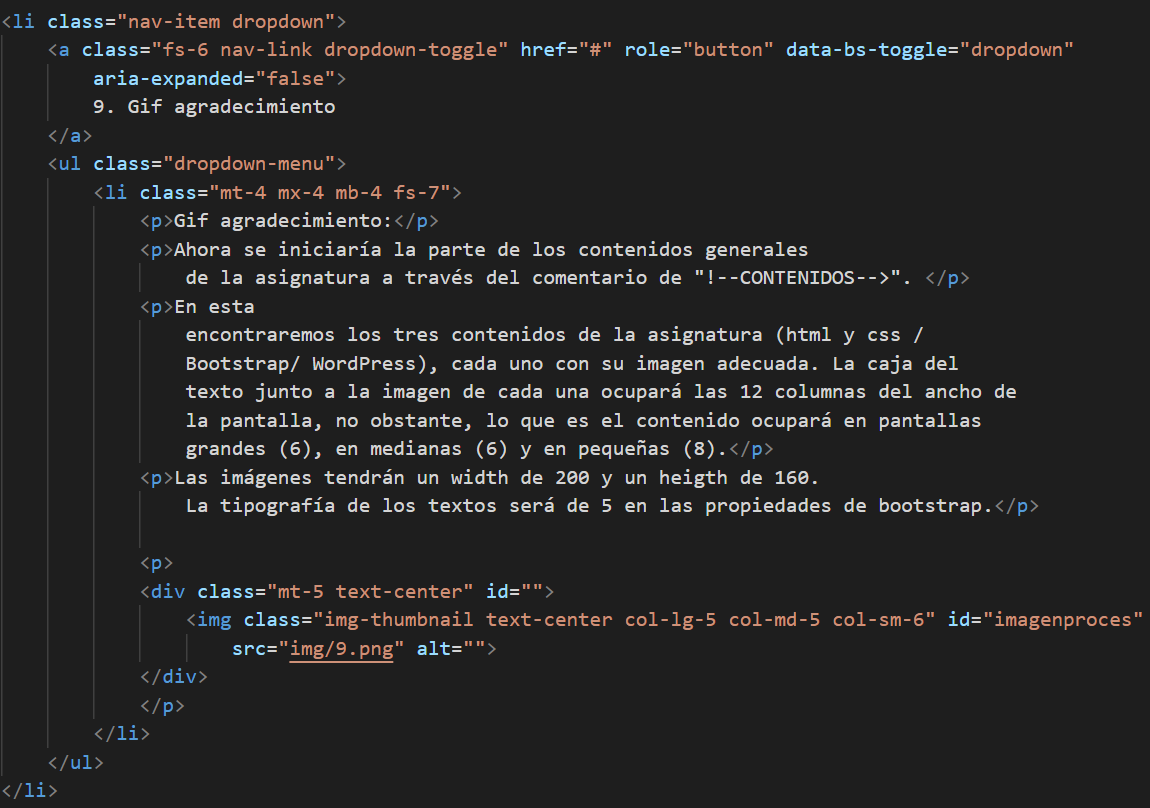 <li class="nav-item dropdown">
<a class="fs-6 nav-link dropdown-toggle" href="#" role="button" data-bs-toggle="dropdown"
aria-expanded="false">
9. Gif agradecimiento
</a>
<ul class="dropdown-menu">
<li class="mt-4 mx-4 mb-4 fs-7">
<p>Gif agradecimiento:</p>
<p>Ahora se iniciaría la parte de los contenidos generales
de la asignatura a través del comentario de "!--CONTENIDOS-->". </p>
<p>En esta
encontraremos los tres contenidos de la asignatura (html y css /
Bootstrap/ WordPress), cada uno con su imagen adecuada. La caja del
texto junto a la imagen de cada una ocupará las 12 columnas del ancho de
la pantalla, no obstante, lo que es el contenido ocupará en pantallas
grandes (6), en medianas (6) y en pequeñas (8).</p>
<p>Las imágenes tendrán un width de 200 y un heigth de 160.
La tipografía de los textos será de 5 en las propiedades de bootstrap.</p>
<p>
<div class="mt-5 text-center" id="">
<img class="img-thumbnail text-center col-lg-5 col-md-5 col-sm-6" id="imagenproces"
src="img/9.png" alt="">
</div>
</p>
</li>
</ul>
</li>